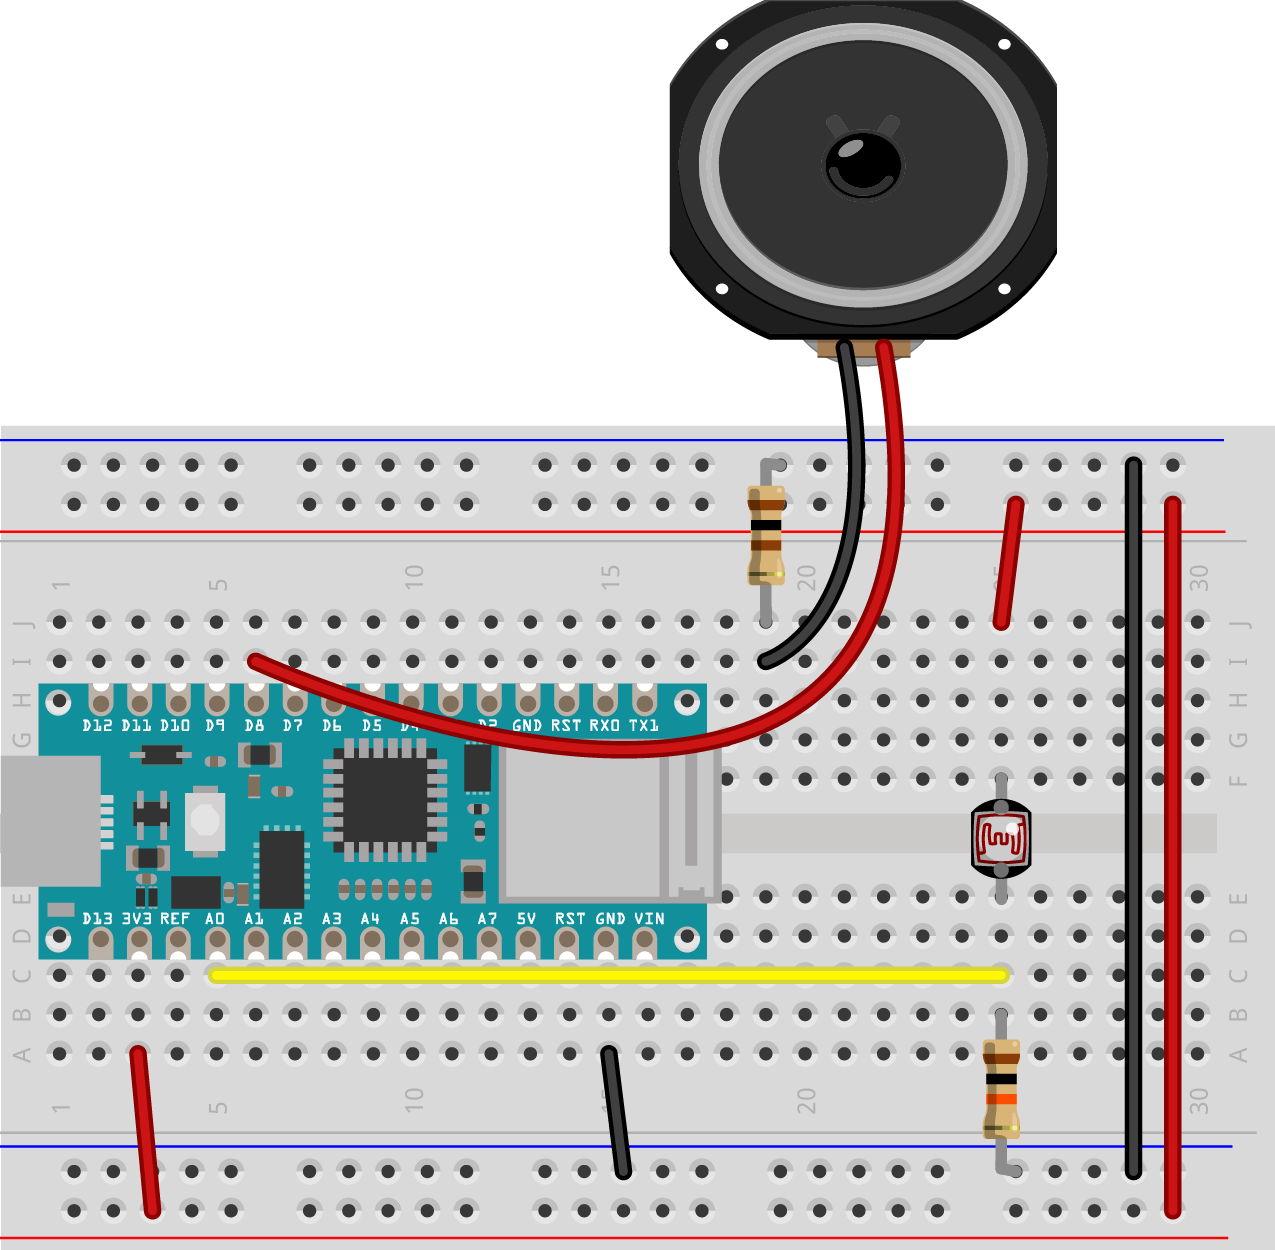 1 5 10 15 20 25 30
J J
I I
H H
G G
F
D12 D11 D10 D9 D8 D7 D6 D5 D4 D3 GND RST RX0 TX1
D13 3V3 REF A0 A1 A2 A3 A4 A5 A6 A7 5V RST GND VIN
E E
D D
C C
B B
A A
1 5 10 15 20 30